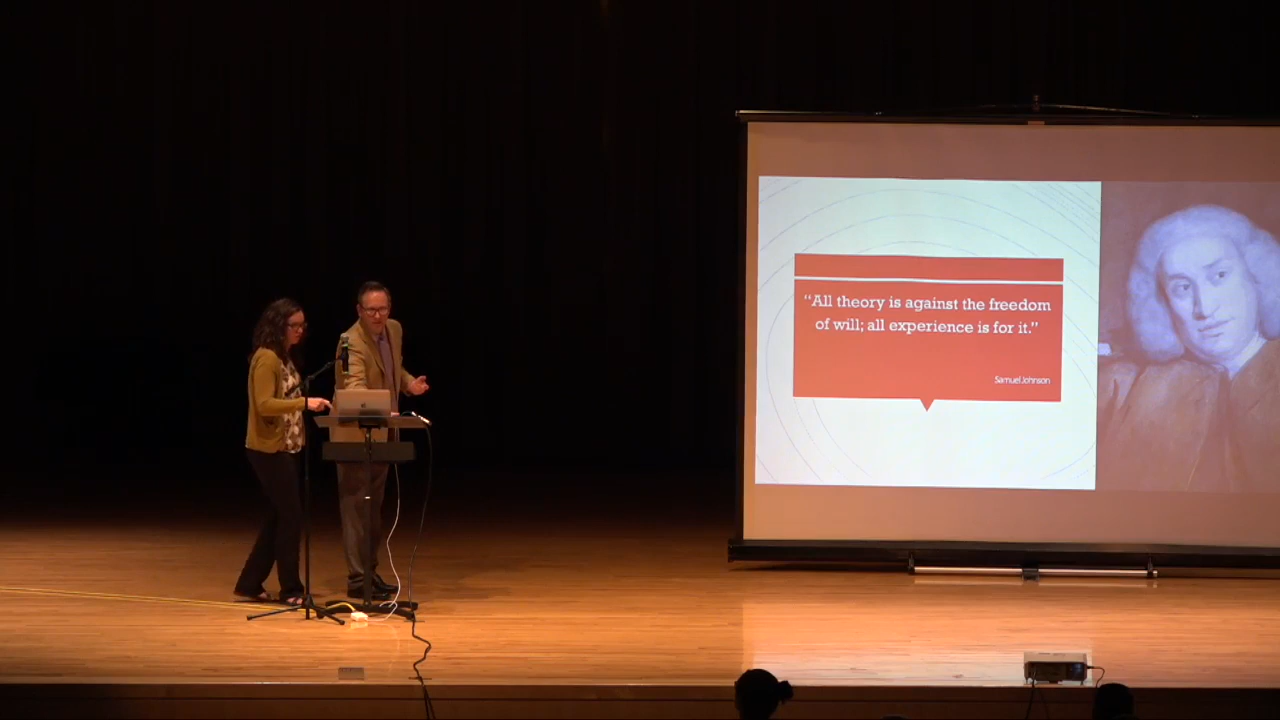 “All theory is against the freedom
of will; all experience is for it.”
Samuel Johnson